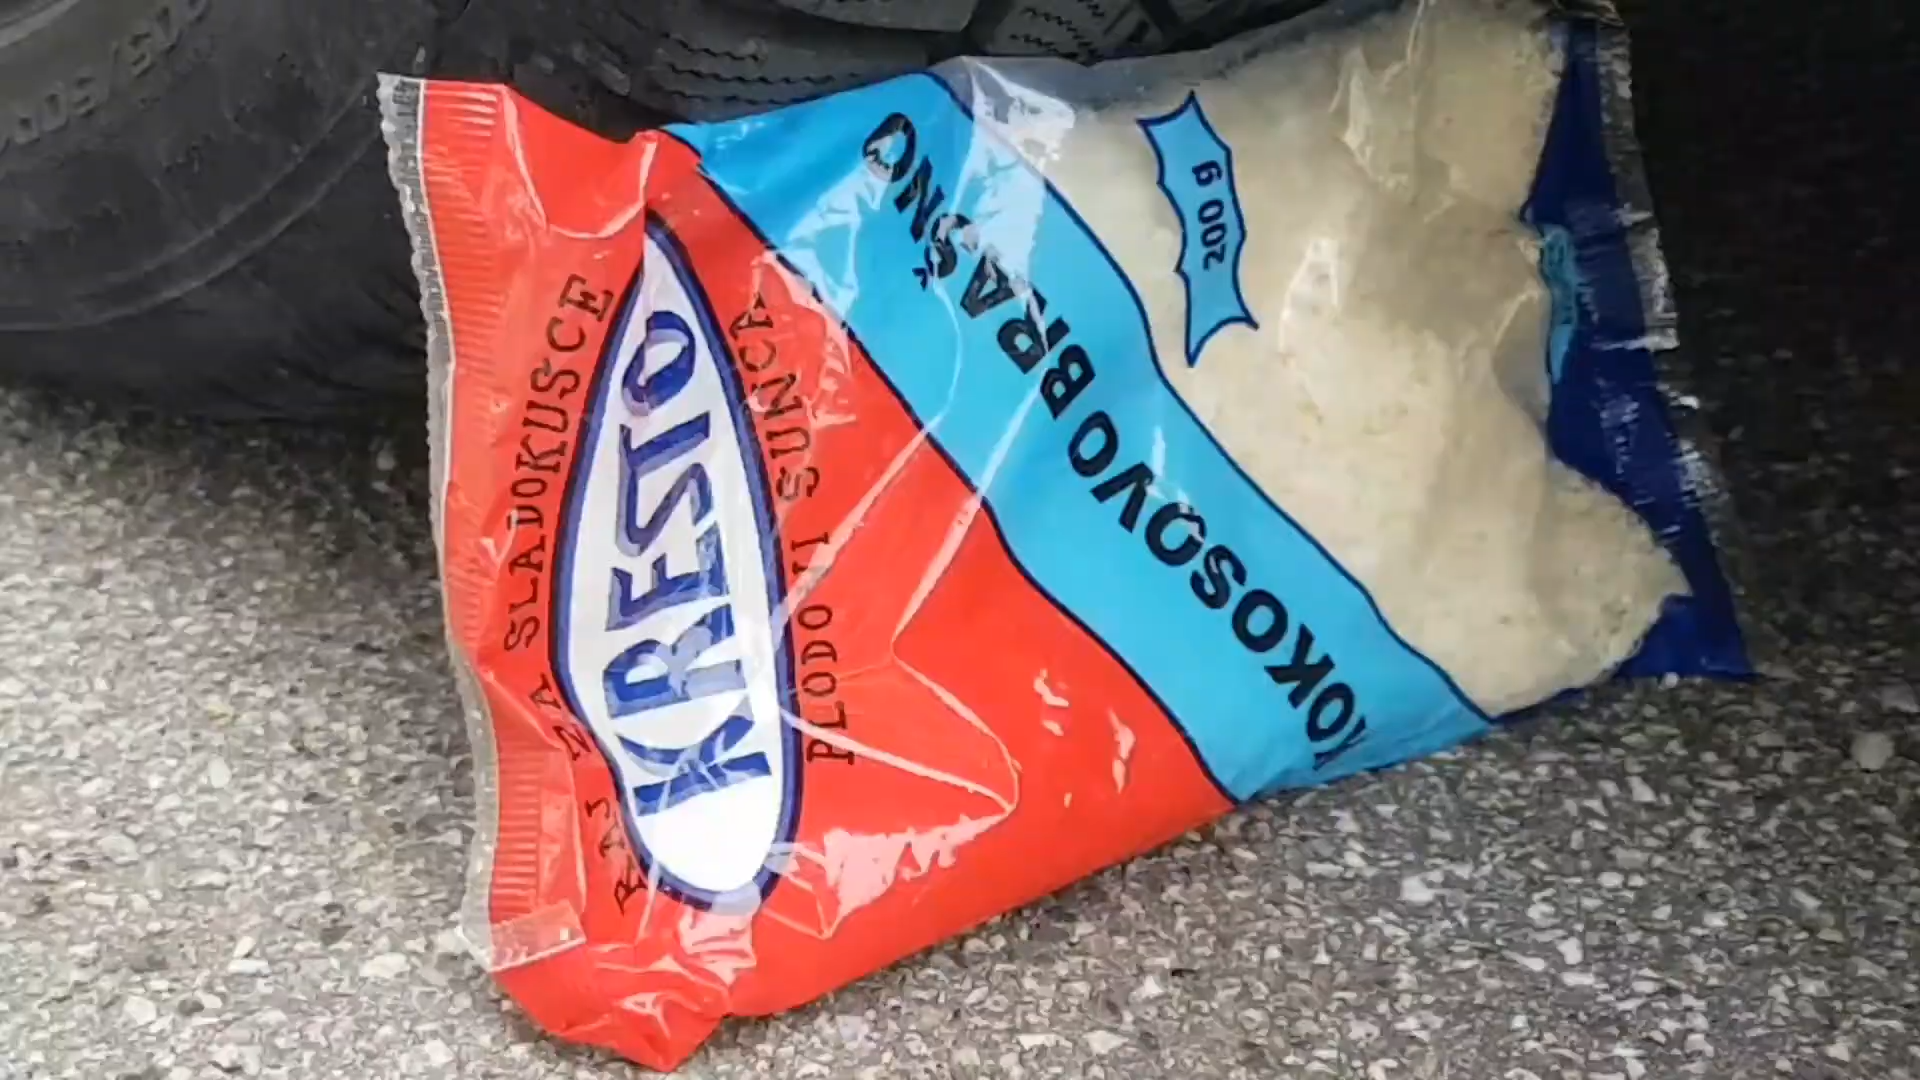 RAJ ZA SLADOKUSCE
KRESTO
PLODOVI SUNCA
KOKOSOVO BRAŠNO
200 g